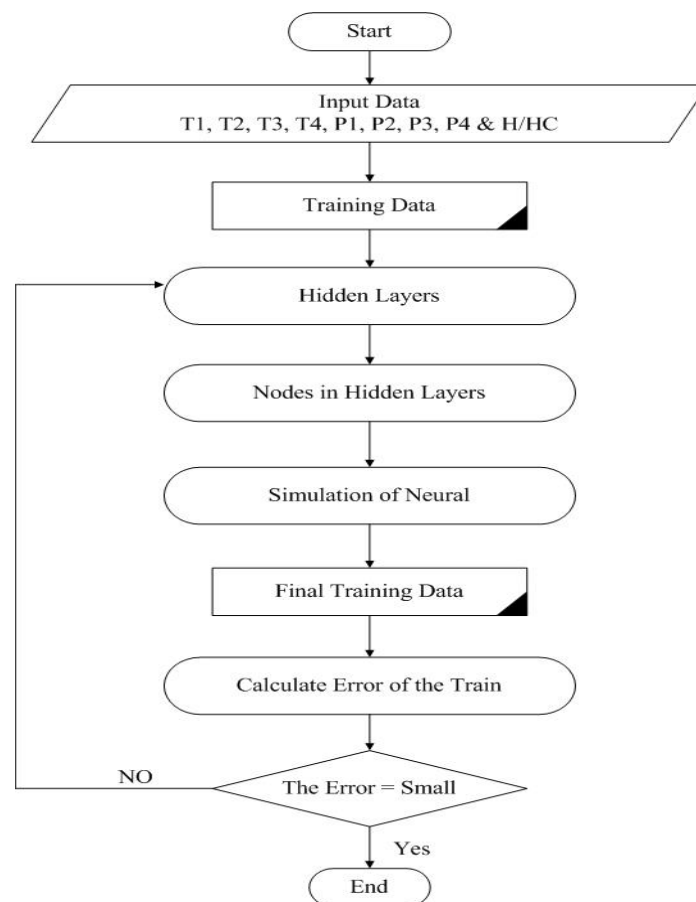 Start
Input Data
T1, T2, T3, T4, P1, P2, P3, P4 & H/HC
Training Data
Hidden Layers
Nodes in Hidden Layers
Simulation of Neural
Final Training Data
Calculate Error of the Train
NO
The Error = Small
Yes
End